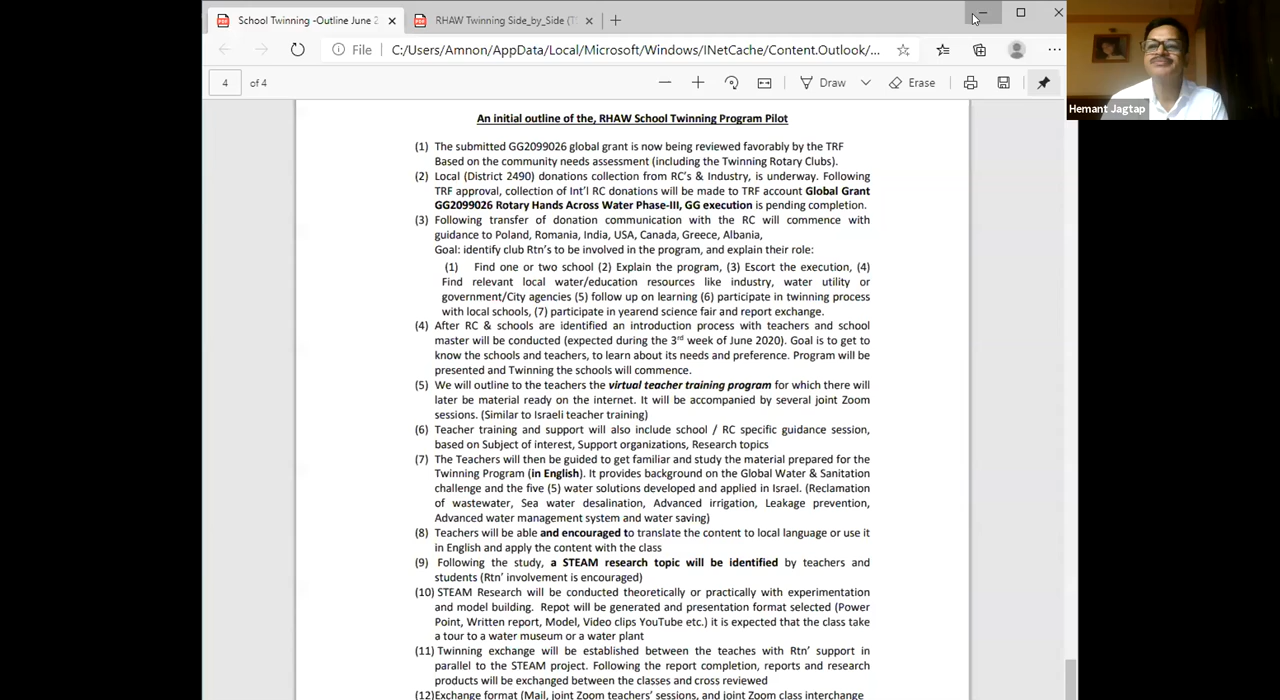 School Twinning -Outline June 2
RHAW Twinning Side_by_Side (T
File
C:/Users/Amnon/AppData/Local/Microsoft/Windows/INetCache/Content.Outlook/...
4 of 4
Draw
Erase
Hemant Jagtap
An initial outline of the, RHAW School Twinning Program Pilot
(1) The submitted GG2099026 global grant is now being reviewed favorably by the TRF
Based on the community needs assessment (including the Twinning Rotary Clubs).
(2) Local (District 2490) donations collection from RC's & Industry, is underway. Following
TRF approval, collection of Int'l RC donations will be made to TRF account Global Grant
GG2099026 Rotary Hands Across Water Phase-III, GG execution is pending completion.
(3) Following transfer of donation communication with the RC will commence with
guidance to Poland, Romania, India, USA, Canada, Greece, Albania,
Goal: identify club Rtn's to be involved in the program, and explain their role:
(1) Find one or two school (2) Explain the program, (3) Escort the execution, (4)
Find relevant local water/education resources like industry, water utility or
government/City agencies (5) follow up on learning (6) participate in twinning process
with local schools, (7) participate in yearend science fair and report exchange.
(4) After RC & schools are identified an introduction process with teachers and school
master will be conducted (expected during the 3rd week of June 2020). Goal is to get to
know the schools and teachers, to learn about its needs and preference. Program will be
presented and Twinning the schools will commence.
(5) We will outline to the teachers the virtual teacher training program for which there will
later be material ready on the internet. It will be accompanied by several joint Zoom
sessions. (Similar to Israeli teacher training)
(6) Teacher training and support will also include school / RC specific guidance session,
based on Subject of interest, Support organizations, Research topics
(7) The Teachers will then be guided to get familiar and study the material prepared for the
Twinning Program (in English). It provides background on the Global Water & Sanitation
challenge and the five (5) water solutions developed and applied in Israel. (Reclamation
of wastewater, Sea water desalination, Advanced irrigation, Leakage prevention,
Advanced water management system and water saving)
(8) Teachers will be able and encouraged to translate the content to local language or use it
in English and apply the content with the class
(9) Following the study, a STEAM research topic will be identified by teachers and
students (Rtn' involvement is encouraged)
(10) STEAM Research will be conducted theoretically or practically with experimentation
and model building. Repot will be generated and presentation format selected (Power
Point, Written report, Model, Video clips YouTube etc.) it is expected that the class take
a tour to a water museum or a water plant
(11) Twinning exchange will be established between the teaches with Rtn' support in
parallel to the STEAM project. Following the report completion, reports and research
products will be exchanged between the classes and cross reviewed
(12)Exchange format (Mail, joint Zoom teachers' sessions, and joint Zoom class interchange